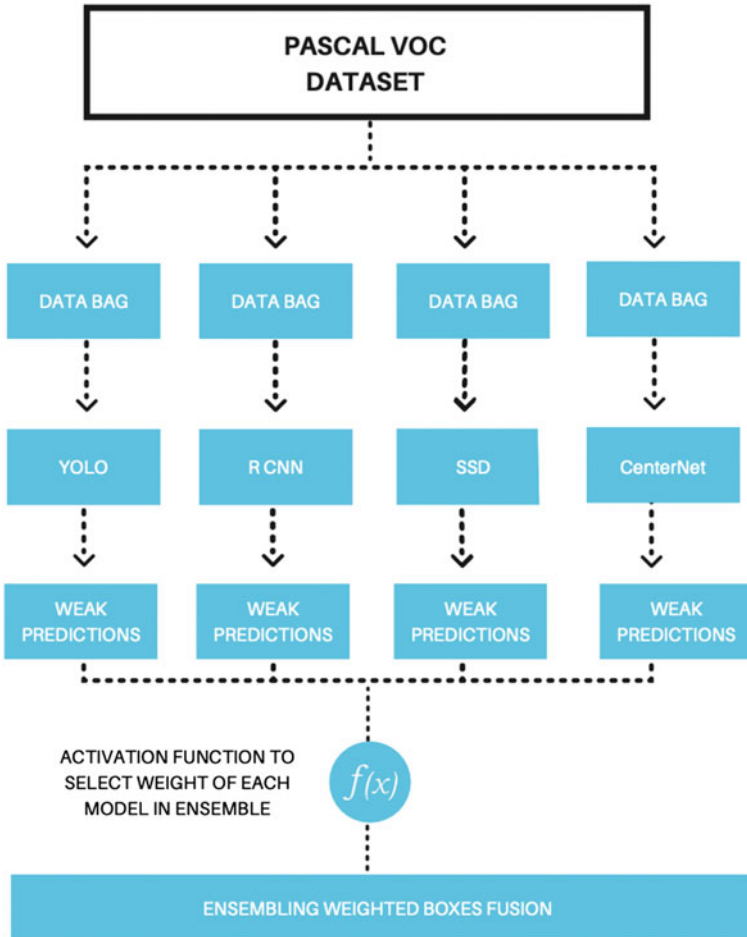 PASCAL VOC
DATASET
DATA BAG
DATA BAG
DATA BAG
DATA BAG
YOLO
R CNN
SSD
CenterNet
WEAK
PREDICTIONS
WEAK
PREDICTIONS
WEAK
PREDICTIONS
WEAK
PREDICTIONS
ACTIVATION FUNCTION TO
SELECT WEIGHT OF EACH
MODEL IN ENSEMBLE
f(x)
ENSEMBLING WEIGHTED BOXES FUSION